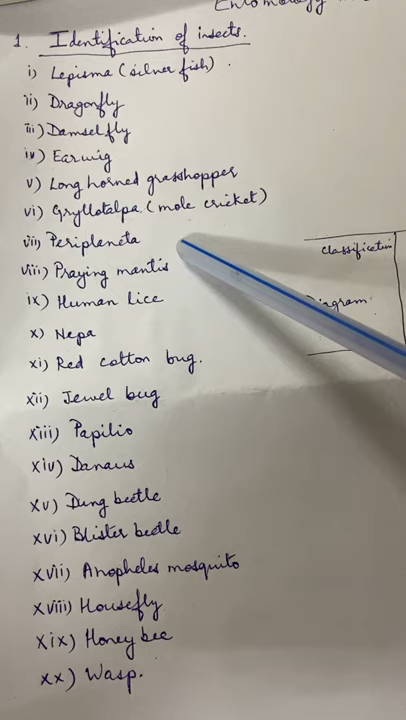 Entomology
1. Identification of insects.
i) Lepisma (silver fish).
ii) Dragonfly
iii) Damselfly
iv) Earwig
v) Long horned grasshopper
vi) Gryllotalpa (mole cricket)
vii) Periplaneta
viii) Praying mantis
ix) Human lice
x) Nepa
xi) Red cotton bug.
xii) Jewel bug
xiii) Papilio
xiv) Danaus
xv) Dung beetle
xvi) Blister beetle
xvii) Anopheles mosquito
xviii) Housefly
xix) Honey bee
xx) Wasp.
Classification